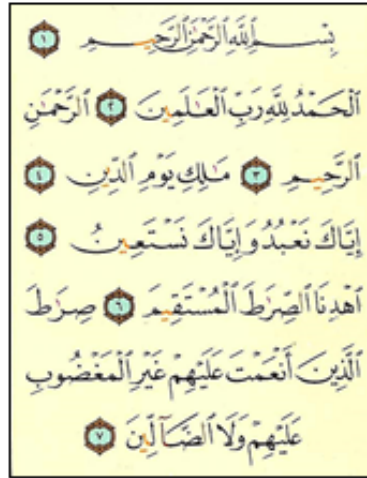 بِسْمِ ٱللَّهِ ٱلرَّحْمَٰنِ ٱلرَّحِيمِ ١
ٱلْحَمْدُ لِلَّهِ رَبِّ ٱلْعَٰلَمِينَ ٢ ٱلرَّحْمَٰنِ
ٱلرَّحِيمِ ٣ مَٰلِكِ يَوْمِ ٱلدِّينِ ٤
إِيَّاكَ نَعْبُدُ وَإِيَّاكَ نَسْتَعِينُ ٥
ٱهْدِنَا ٱلصِّرَٰطَ ٱلْمُسْتَقِيمَ ٦ صِرَٰطَ
ٱلَّذِينَ أَنْعَمْتَ عَلَيْهِمْ غَيْرِ ٱلْمَغْضُوبِ
عَلَيْهِمْ وَلَا ٱلضَّآلِّينَ ٧